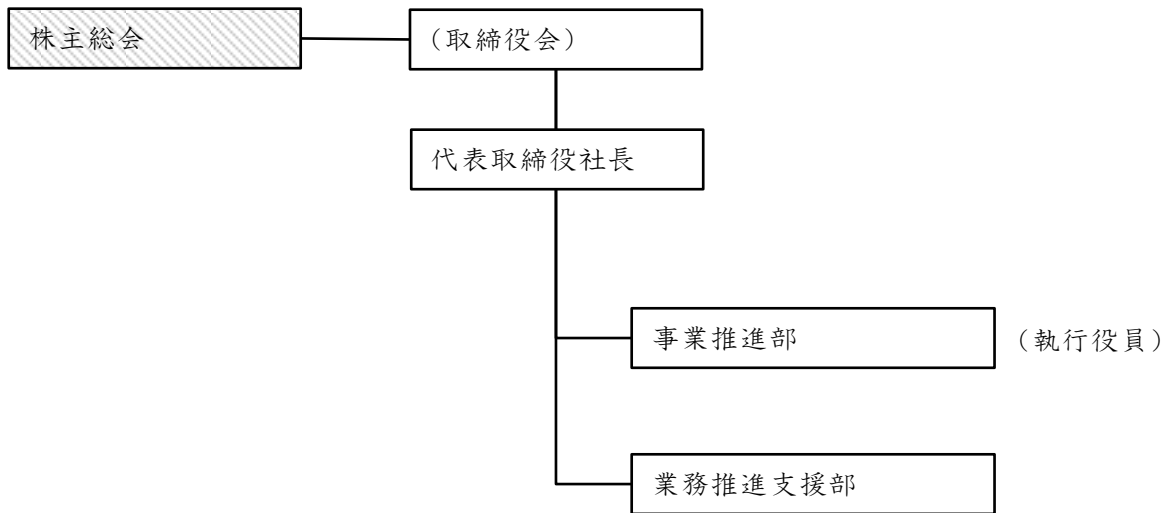 株主総会
(取締役会)
代表取締役社長
事業推進部
(執行役員)
業務推進支援部